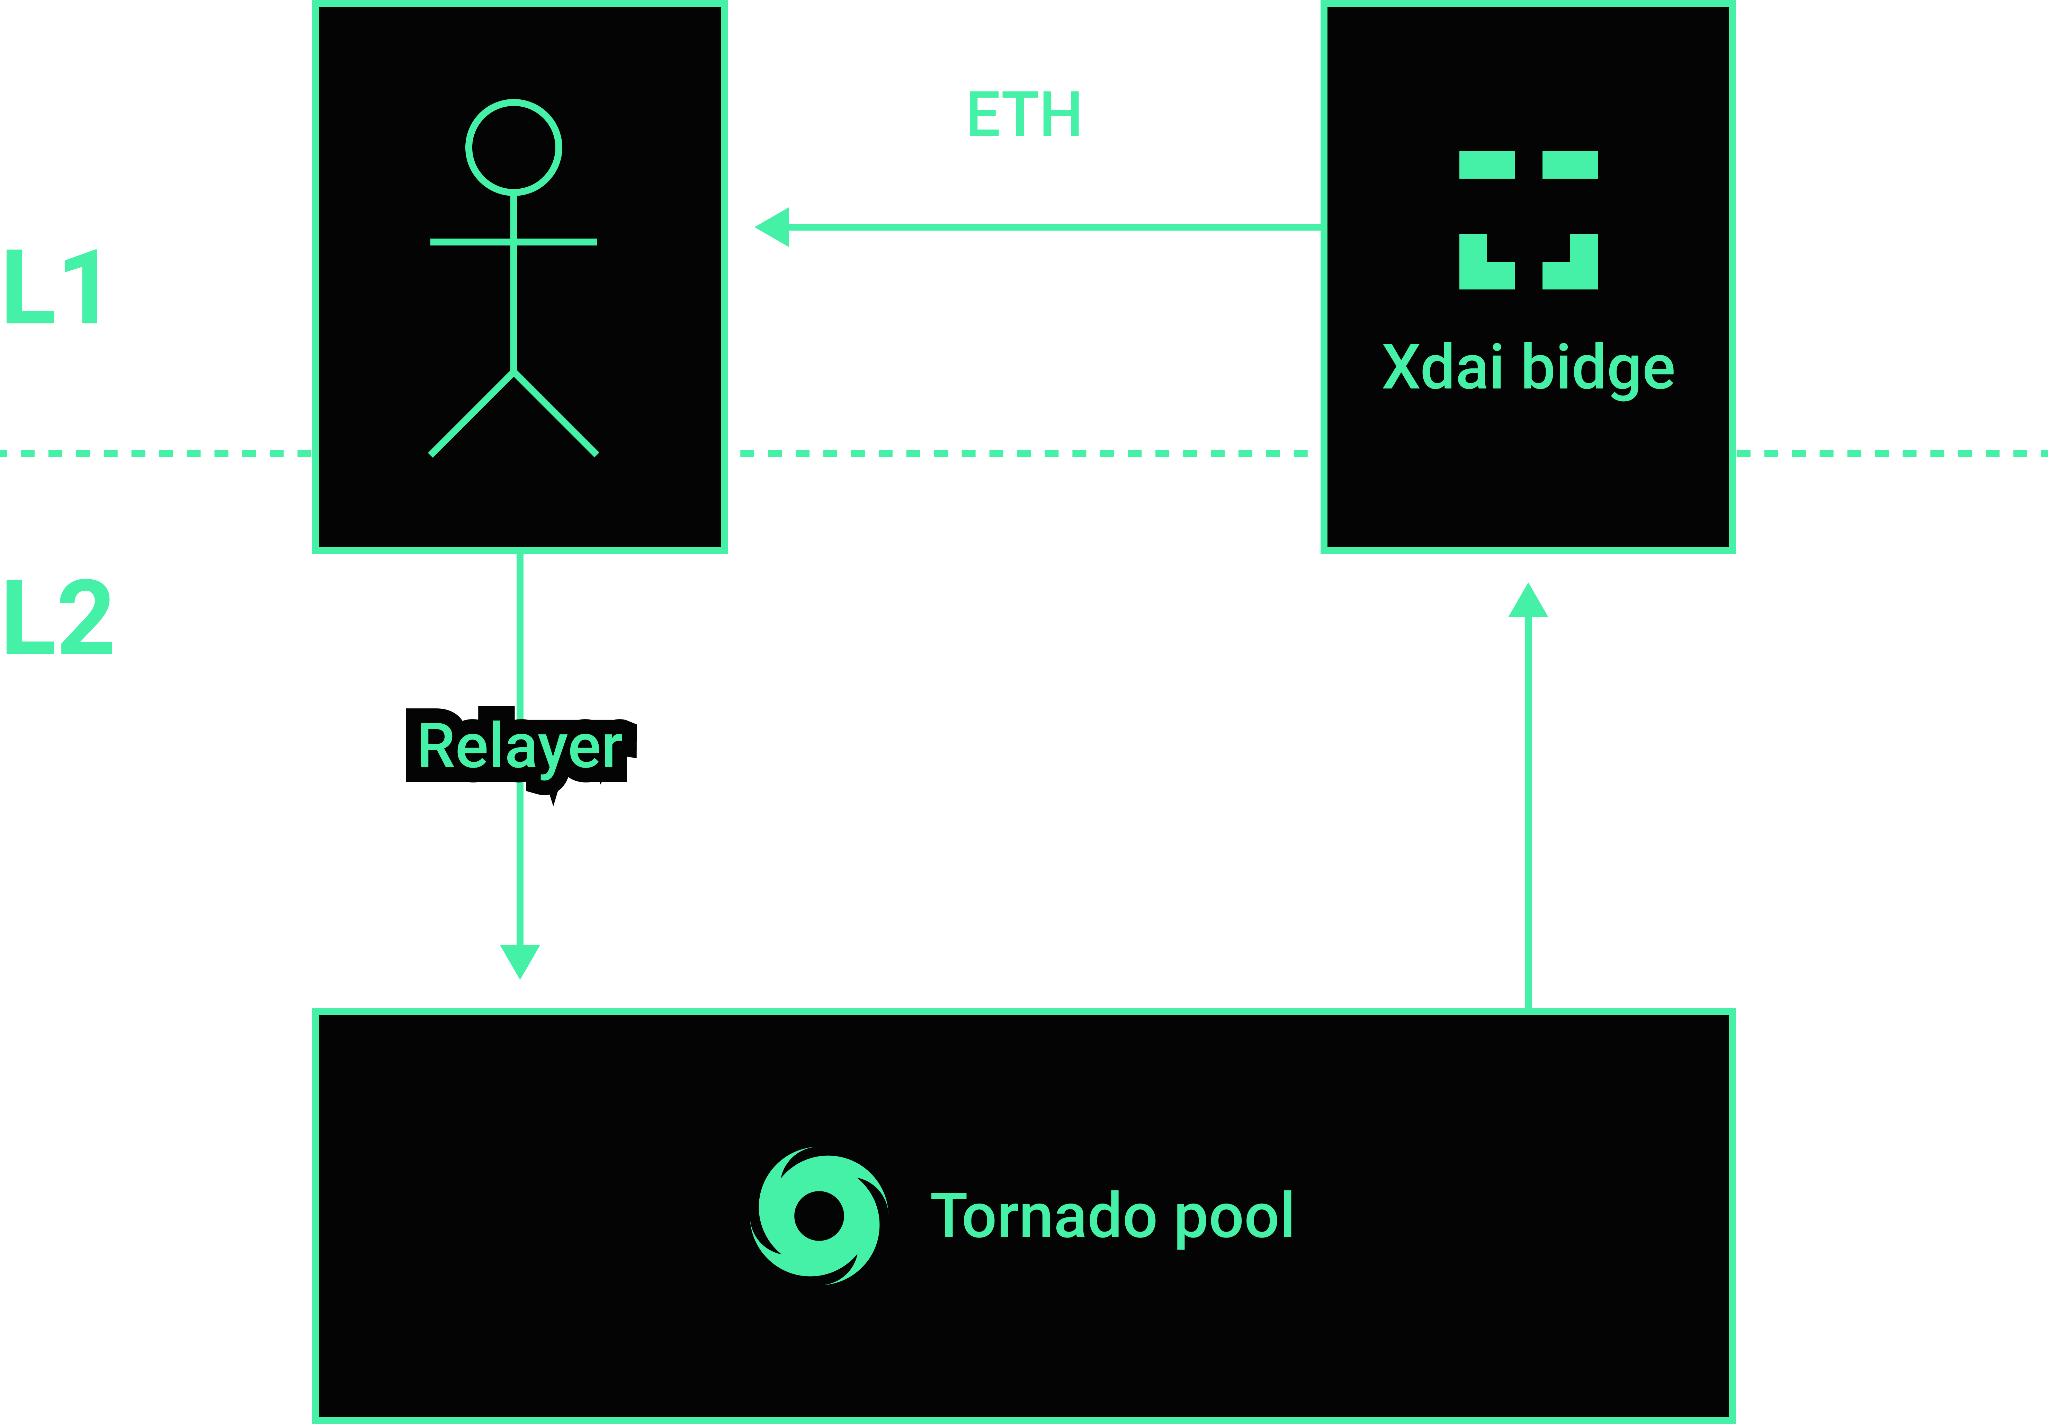 ETH
L1
Xdai bidge
L2
Relayer
Tornado pool